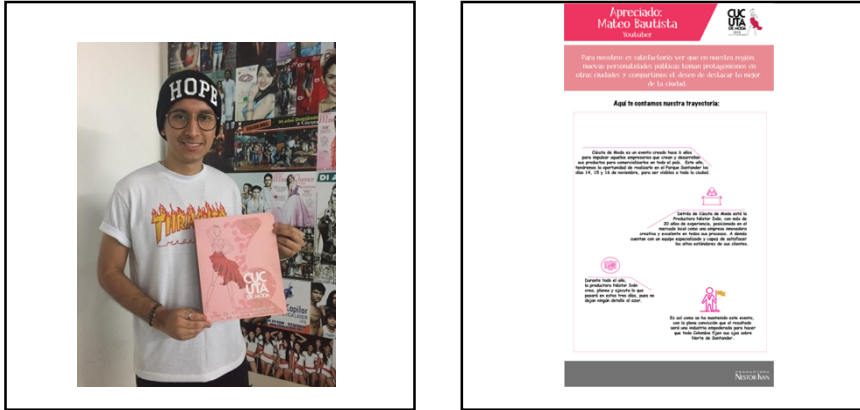 HOPE
THRASHER
CUC
UTA
DE MODA
Capilar
Apreciado:
Mateo Bautista
Youtuber
CUC
UTA
DE MODA
Para nosotros es satisfactorio ver que en nuestra región,
nuevas personalidades publicas toman protagonismo en
otras ciudades y compartimos el deseo de destacar lo mejor
de la ciudad.
Aquí te contamos nuestra trayectoria:
Cúcuta de Moda es un evento creado hace 6 años
para impulsar aquellos empresarios que crean y desarrollan
sus productos para comercializarlos en todo el país. Este año,
tendremos la oportunidad de realizarlo en el Parque Santander los
días 14, 15 y 16 de noviembre, para ser visibles a toda la ciudad.
Detrás de Cúcuta de Moda está la
Productora Néstor Iván, con más de
20 años de experiencia, posicionada en el
mercado local como una empresa innovadora
creativa y excelente en todos sus procesos. A demás
cuentan con un equipo especializado y capaz de satisfacer
los altos estándares de sus clientes.
Durante todo el año,
la productora Néstor Iván
crea, planea y ejecuta lo que
pasará en estos tres días, pues no
dejan ningún detalle al azar.
Es así como se ha mantenido este evento,
con la plena convicción que el resultado
será una industria empoderada para hacer
que toda Colombia fijen sus ojos sobre
Norte de Santander.
PRODUCTORA
NESTOR IVAN